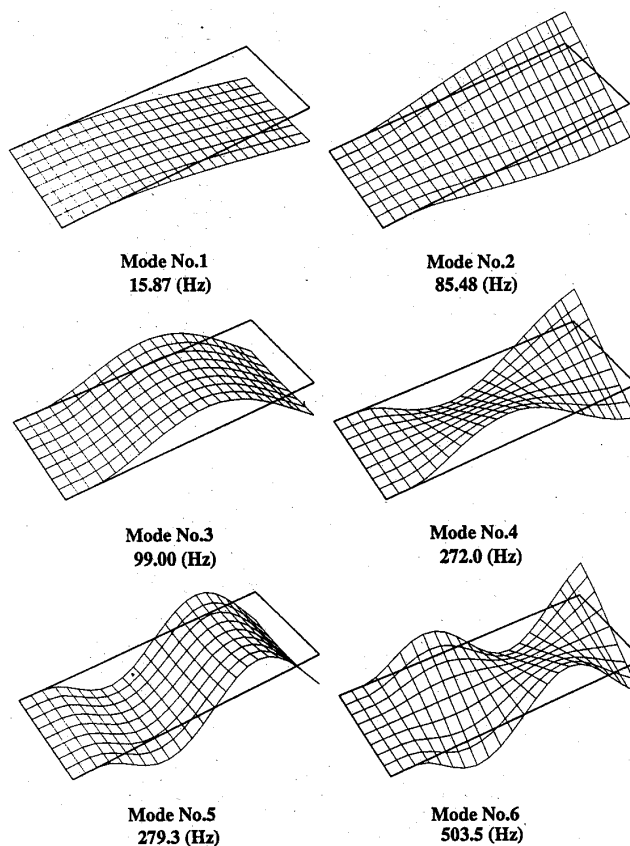 Mode No.1
15.87 (Hz)
Mode No.2
85.48 (Hz)
Mode No.3
99.00 (Hz)
Mode No.4
272.0 (Hz)
Mode No.5
279.3 (Hz)
Mode No.6
503.5 (Hz)